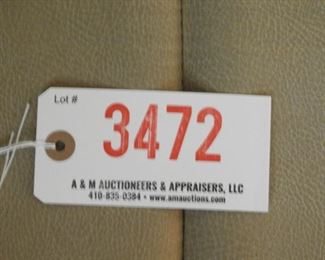 Lot #
3472
A & M AUCTIONEERS & APPRAISERS, LLC
410-835-0384 • www.amauctions.com